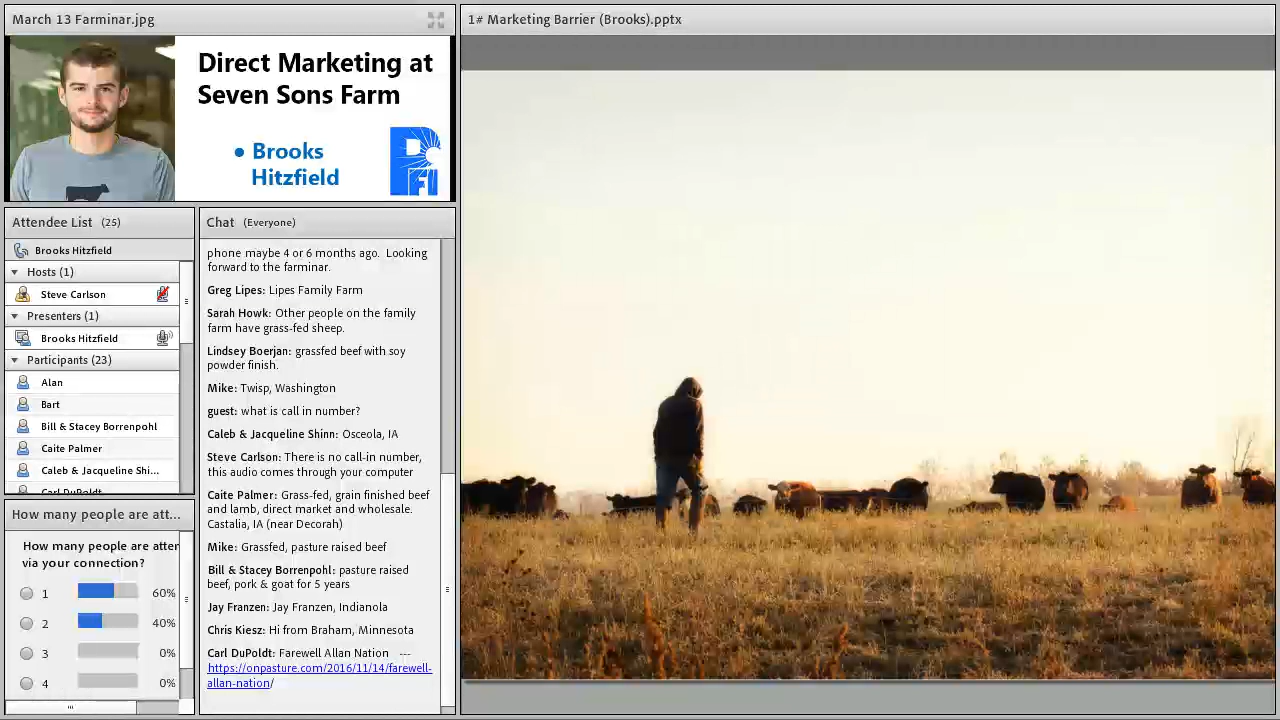 March 13 Farminar.jpg
Direct Marketing at
Seven Sons Farm
• Brooks
Hitzfield
PFI
Attendee List (25)
Brooks Hitzfield
Hosts (1)
Steve Carlson
Presenters (1)
Brooks Hitzfield
Participants (23)
Alan
Bart
Bill & Stacey Borrenpohl
Caite Palmer
Caleb & Jacqueline Shi...
Carl DuPoldt
How many people are att...
How many people are atter
via your connection?
1 60%
2 40%
3 0%
4 0%
Chat (Everyone)
phone maybe 4 or 6 months ago. Looking
forward to the farminar.
Greg Lipes: Lipes Family Farm
Sarah Howk: Other people on the family
farm have grass-fed sheep.
Lindsey Boerjan: grassfed beef with soy
powder finish.
Mike: Twisp, Washington
guest: what is call in number?
Caleb & Jacqueline Shinn: Osceola, IA
Steve Carlson: There is no call-in number,
this audio comes through your computer
Caite Palmer: Grass-fed, grain finished beef
and lamb, direct market and wholesale.
Castalia, IA (near Decorah)
Mike: Grassfed, pasture raised beef
Bill & Stacey Borrenpohl: pasture raised
beef, pork & goat for 5 years
Jay Franzen: Jay Franzen, Indianola
Chris Kiesz: Hi from Braham, Minnesota
Carl DuPoldt: Farewell Allan Nation ---
https://onpasture.com/2016/11/14/farewell-
allan-nation/
1# Marketing Barrier (Brooks).pptx